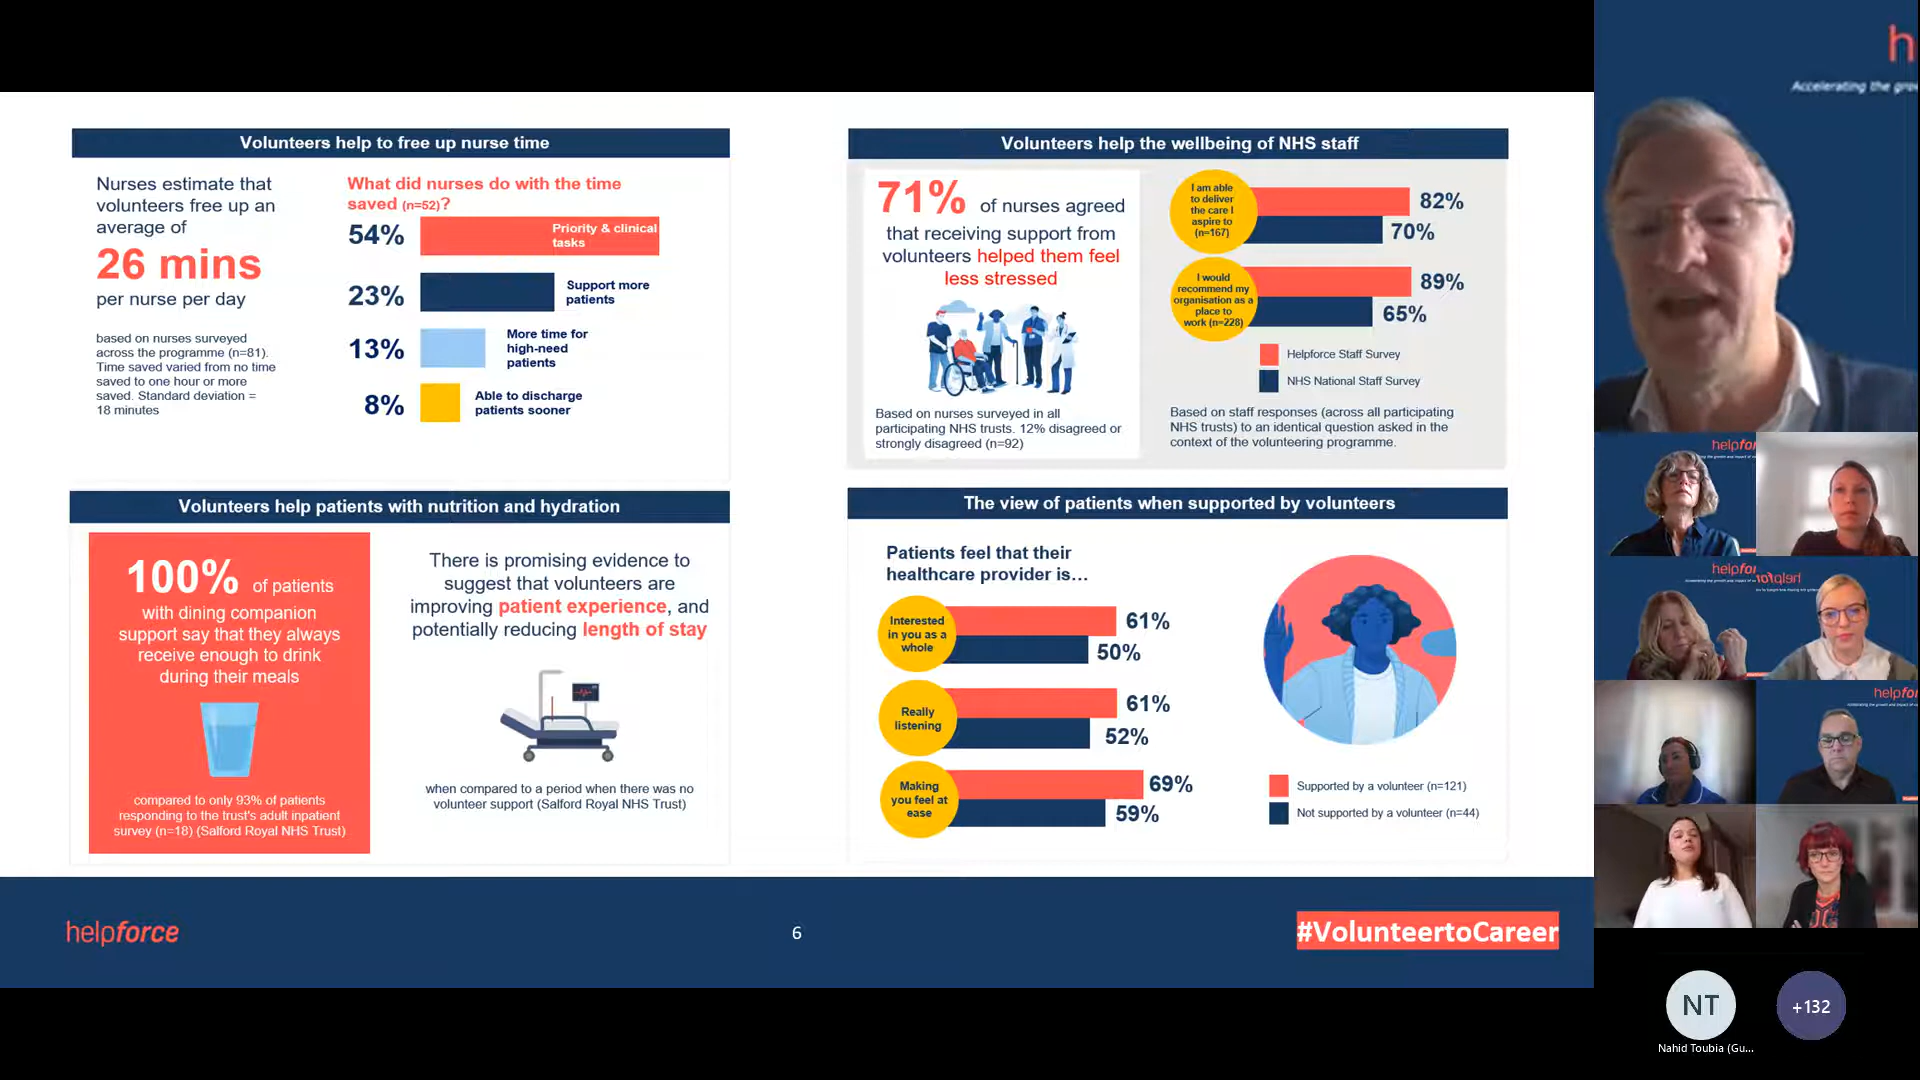 Volunteers help to free up nurse time
Nurses estimate that
volunteers free up an
average of
26 mins
per nurse per day
based on nurses surveyed
across the programme (n=81).
Time saved varied from no time
saved to one hour or more
saved. Standard deviation =
18 minutes
What did nurses do with the time
saved (n=52)?
54%
Priority & clinical
tasks
23%
Support more
patients
13%
More time for
high-need
patients
8%
Able to discharge
patients sooner
Volunteers help the wellbeing of NHS staff
71% of nurses agreed
that receiving support from
volunteers helped them feel
less stressed
Based on nurses surveyed in all
participating NHS trusts. 12% disagreed or
strongly disagreed (n=92)
I am able
to deliver
the care I
aspire to
(n=167)
82%
70%
I would
recommend my
organisation as a
place to
work (n=228)
89%
65%
Helpforce Staff Survey
NHS National Staff Survey
Based on staff responses (across all participating
NHS trusts) to an identical question asked in the
context of the volunteering programme.
Volunteers help patients with nutrition and hydration
100% of patients
with dining companion
support say that they always
receive enough to drink
during their meals
compared to only 93% of patients
responding to the trust's adult inpatient
survey (n=18) (Salford Royal NHS Trust)
There is promising evidence to
suggest that volunteers are
improving patient experience, and
potentially reducing length of stay
when compared to a period when there was no
volunteer support (Salford Royal NHS Trust)
The view of patients when supported by volunteers
Patients feel that their
healthcare provider is...
Interested
in you as a
whole
61%
50%
Really
listening
61%
52%
Making
you feel at
ease
69%
59%
Supported by a volunteer (n=121)
Not supported by a volunteer (n=44)
helpforce
6
#VolunteertoCareer
h
Accelerating the grow
helpfor
helpfor
helpfor
helpfo
NT
+132
Nahid Toubia (Gu...